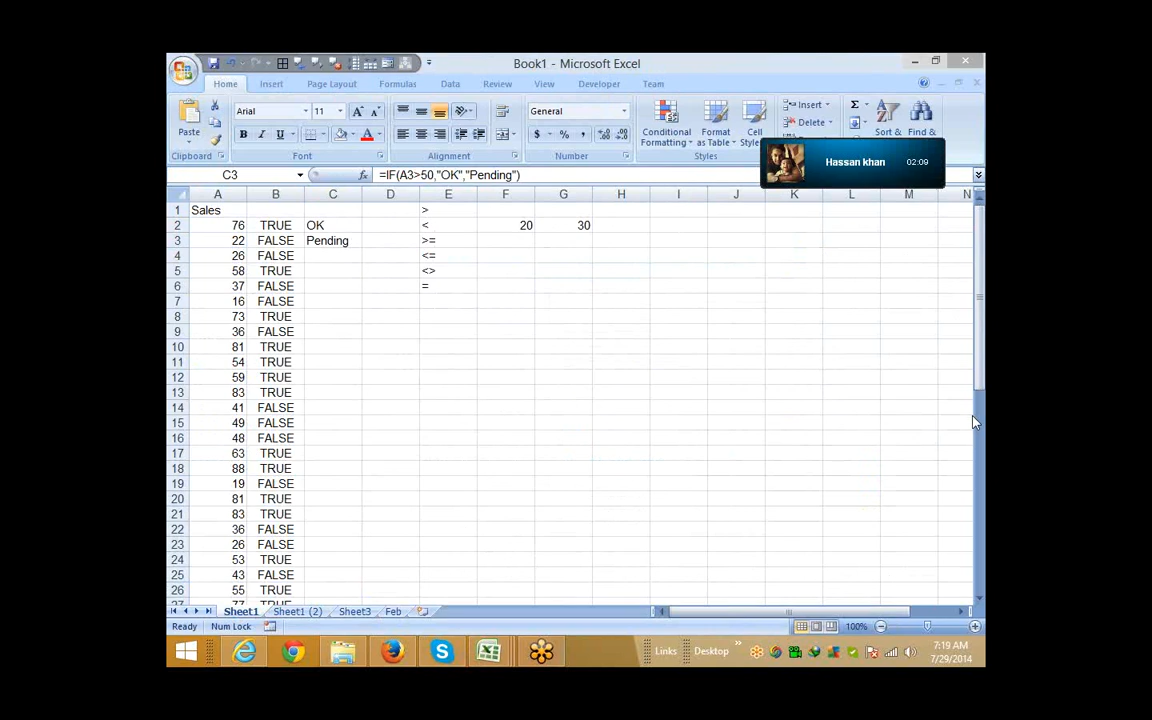 Book1 - Microsoft Excel
Home Insert Page Layout Formulas Data Review View Developer Team
Arial 11 General Insert
Paste B I U $ % , Conditional Formatting Format as Table Cell Delete Σ Sort & Find &
Clipboard Font Alignment Number Styles
Hassan khan 02:09
C3 fx =IF(A3>50,"OK","Pending")
A B C D E F G H I J K L M N
1 Sales >
2 76 TRUE OK < 20 30
3 22 FALSE Pending >=
4 26 FALSE <=
5 58 TRUE <>
6 37 FALSE =
7 16 FALSE
8 73 TRUE
9 36 FALSE
10 81 TRUE
11 54 TRUE
12 59 TRUE
13 83 TRUE
14 41 FALSE
15 49 FALSE
16 48 FALSE
17 63 TRUE
18 88 TRUE
19 19 FALSE
20 81 TRUE
21 83 TRUE
22 36 FALSE
23 26 FALSE
24 53 TRUE
25 43 FALSE
26 55 TRUE
27 77 TRUE
Sheet1 Sheet1 (2) Sheet3 Feb
Ready Num Lock 100%
Links Desktop 7:19 AM
7/29/2014